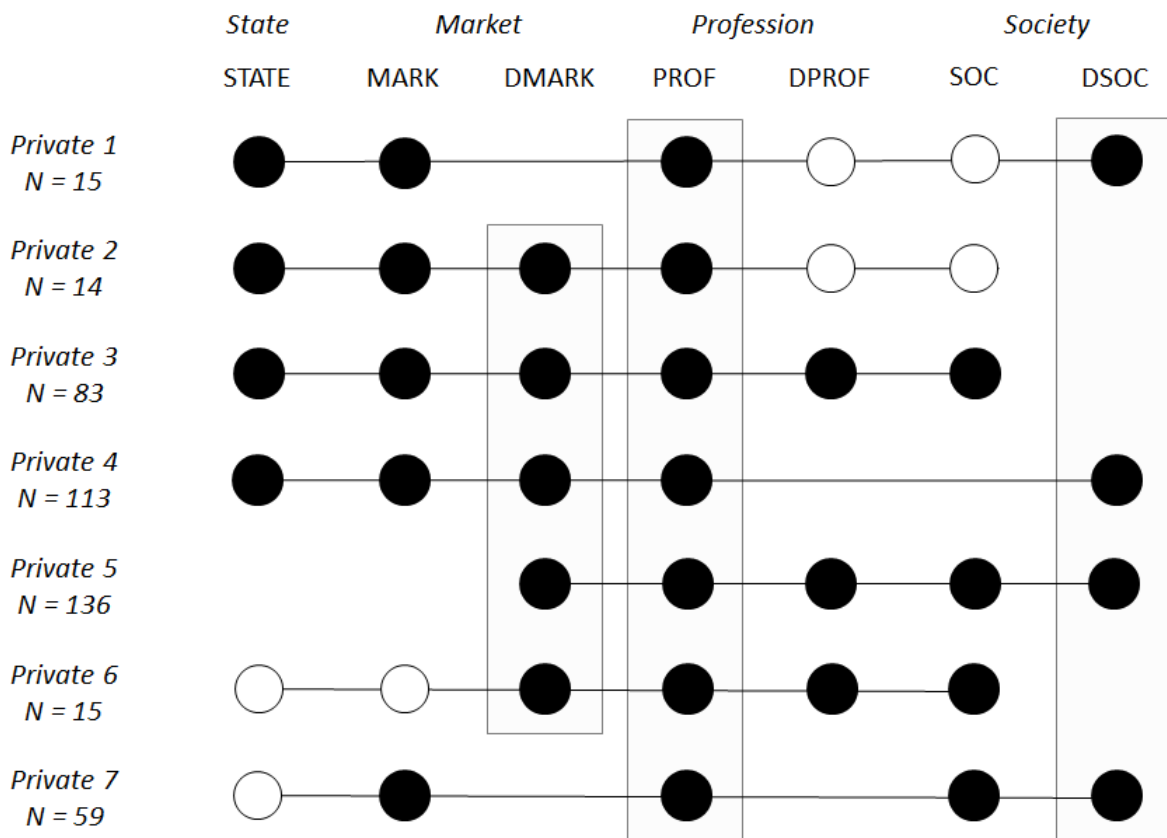 State Market Profession Society
STATE MARK DMARK PROF DPROF SOC DSOC
Private 1
N = 15
Private 2
N = 14
Private 3
N = 83
Private 4
N = 113
Private 5
N = 136
Private 6
N = 15
Private 7
N = 59